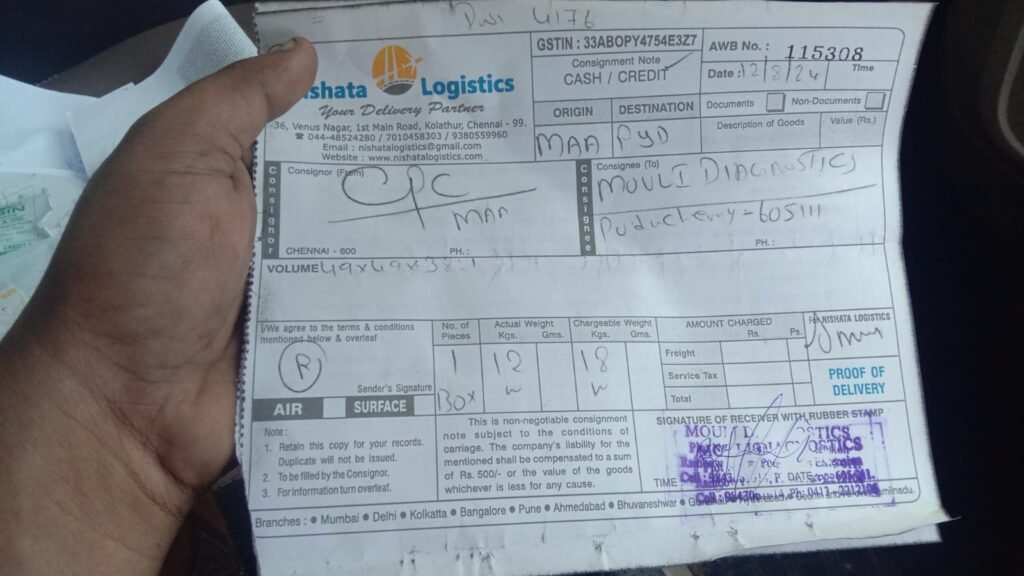 4176
Nishata Logistics
Your Delivery Partner
36, Venus Nagar, 1st Main Road, Kolathur, Chennai - 99.
☎ 044-48524280 / 7010458303 / 9380559960
Email : nishatalogistics@gmail.com
Website : www.nishatalogistics.com
GSTIN : 33ABOPY4754E3Z7
Consignment Note
CASH / CREDIT
AWB No. : 115308
Date : 12/8/24 Time
ORIGIN DESTINATION
MAA PYD
Documents Non-Documents
Description of Goods Value (Rs.)
Consignor
Consignor (From)
CPC
MAA
CHENNAI - 600 PH. :
Consignee
Consignee (To)
MOULI DIAGNOSTICS
Puducherry - 605111
PH. :
VOLUME 49x49x38-1
I/We agree to the terms & conditions
mentioned below & overleaf
R
Sender's Signature
AIR SURFACE
No. of Pieces
1
Box
Actual Weight
Kgs. Gms.
12
Chargeable Weight
Kgs. Gms.
18
AMOUNT CHARGED
Rs. Ps.
Freight
Service Tax
Total
For NISHATA LOGISTICS
PROOF OF
DELIVERY
Note :
1. Retain this copy for your records.
Duplicate will not be issued.
2. To be filled by the Consignor.
3. For information turn overleaf.
This is non-negotiable consignment
note subject to the conditions of
carriage. The company's liability for the
mentioned shall be compensated to a sum
of Rs. 500/- or the value of the goods
whichever is less for any cause.
SIGNATURE OF RECEIVER WITH RUBBER STAMP
TIME DATE
Branches : ● Mumbai ● Delhi ● Kolkatta ● Bangalore ● Pune ● Ahmedabad ● Bhuvaneshwar